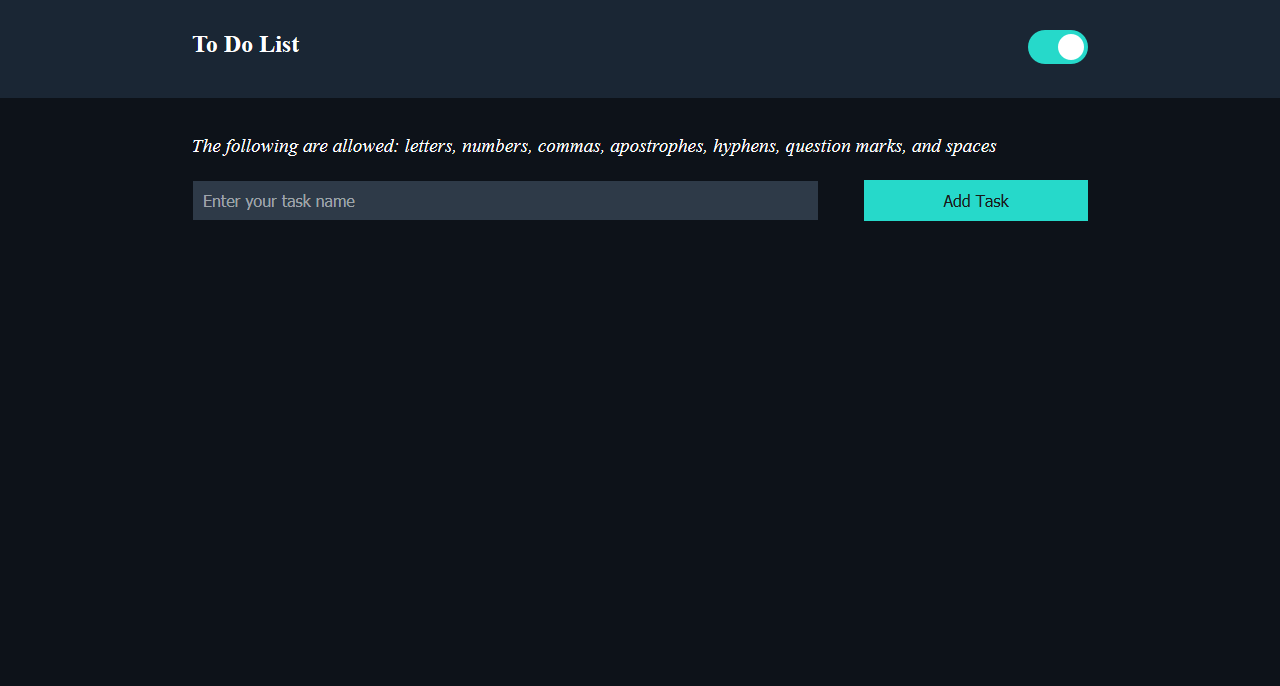 To Do List
The following are allowed: letters, numbers, commas, apostrophes, hyphens, question marks, and spaces
Enter your task name
Add Task